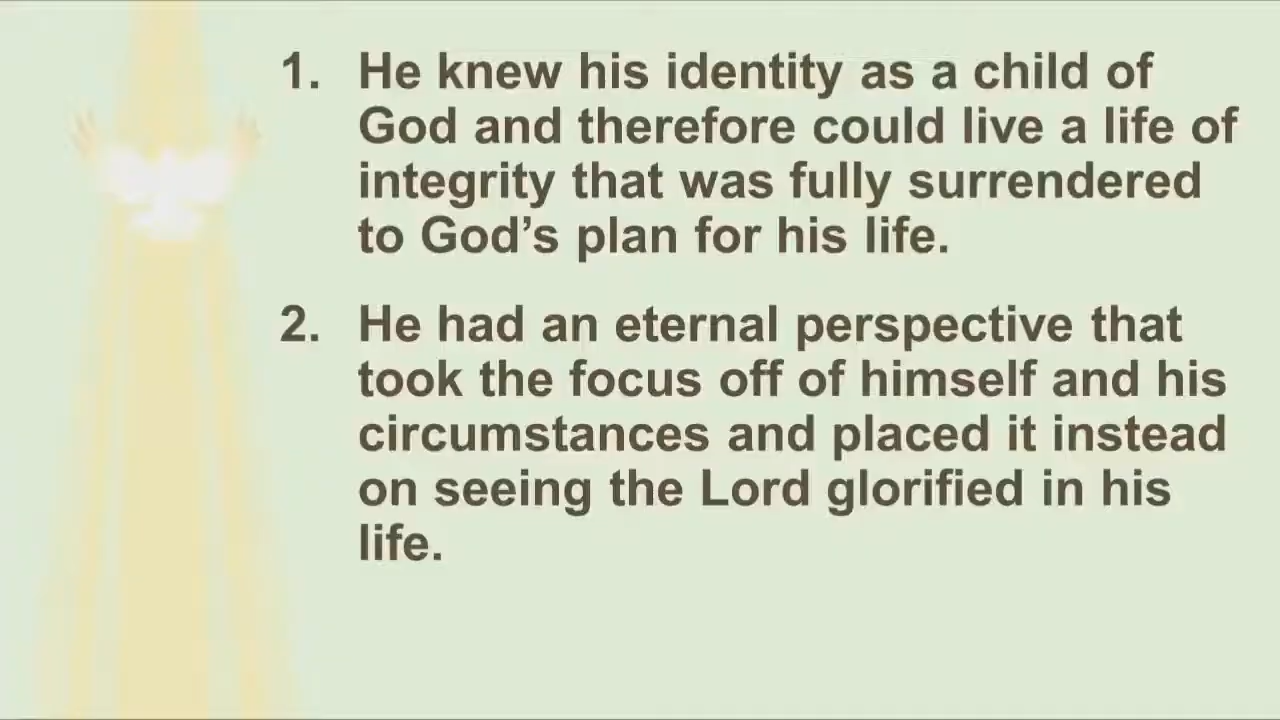 1. He knew his identity as a child of
God and therefore could live a life of
integrity that was fully surrendered
to God’s plan for his life.
2. He had an eternal perspective that
took the focus off of himself and his
circumstances and placed it instead
on seeing the Lord glorified in his
life.